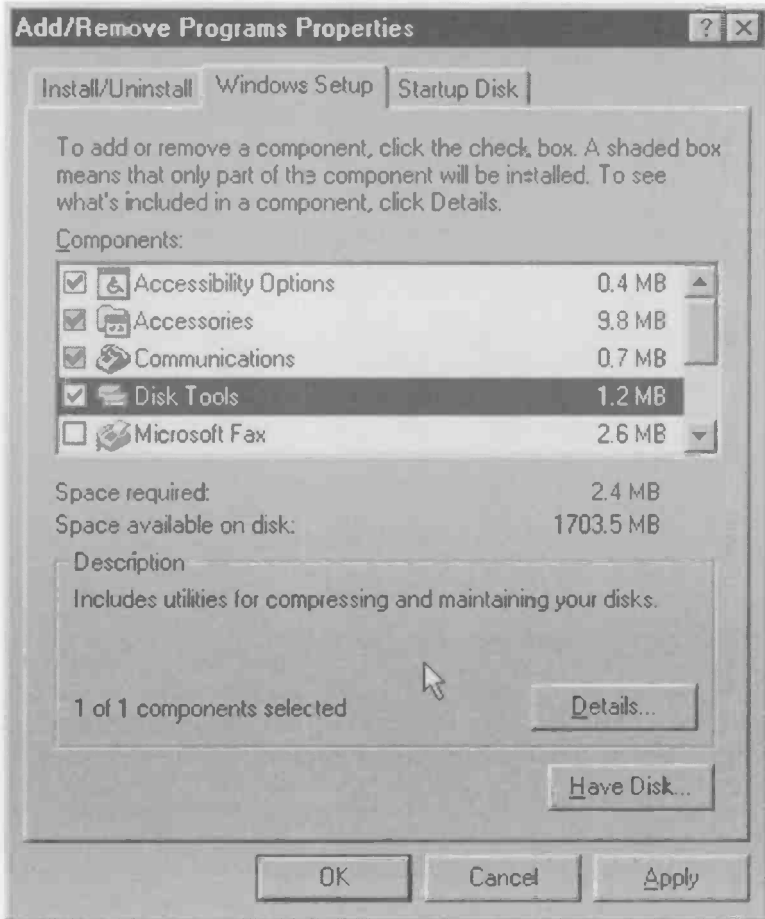 Add/Remove Programs Properties
Install/Uninstall Windows Setup Startup Disk
To add or remove a component, click the check box. A shaded box
means that only part of the component will be installed. To see
what's included in a component, click Details.
Components:
Accessibility Options 0.4 MB
Accessories 9.8 MB
Communications 0.7 MB
Disk Tools 1.2 MB
Microsoft Fax 2.6 MB
Space required: 2.4 MB
Space available on disk: 1703.5 MB
Description
Includes utilities for compressing and maintaining your disks.
1 of 1 components selected
Details...
Have Disk...
OK Cancel Apply